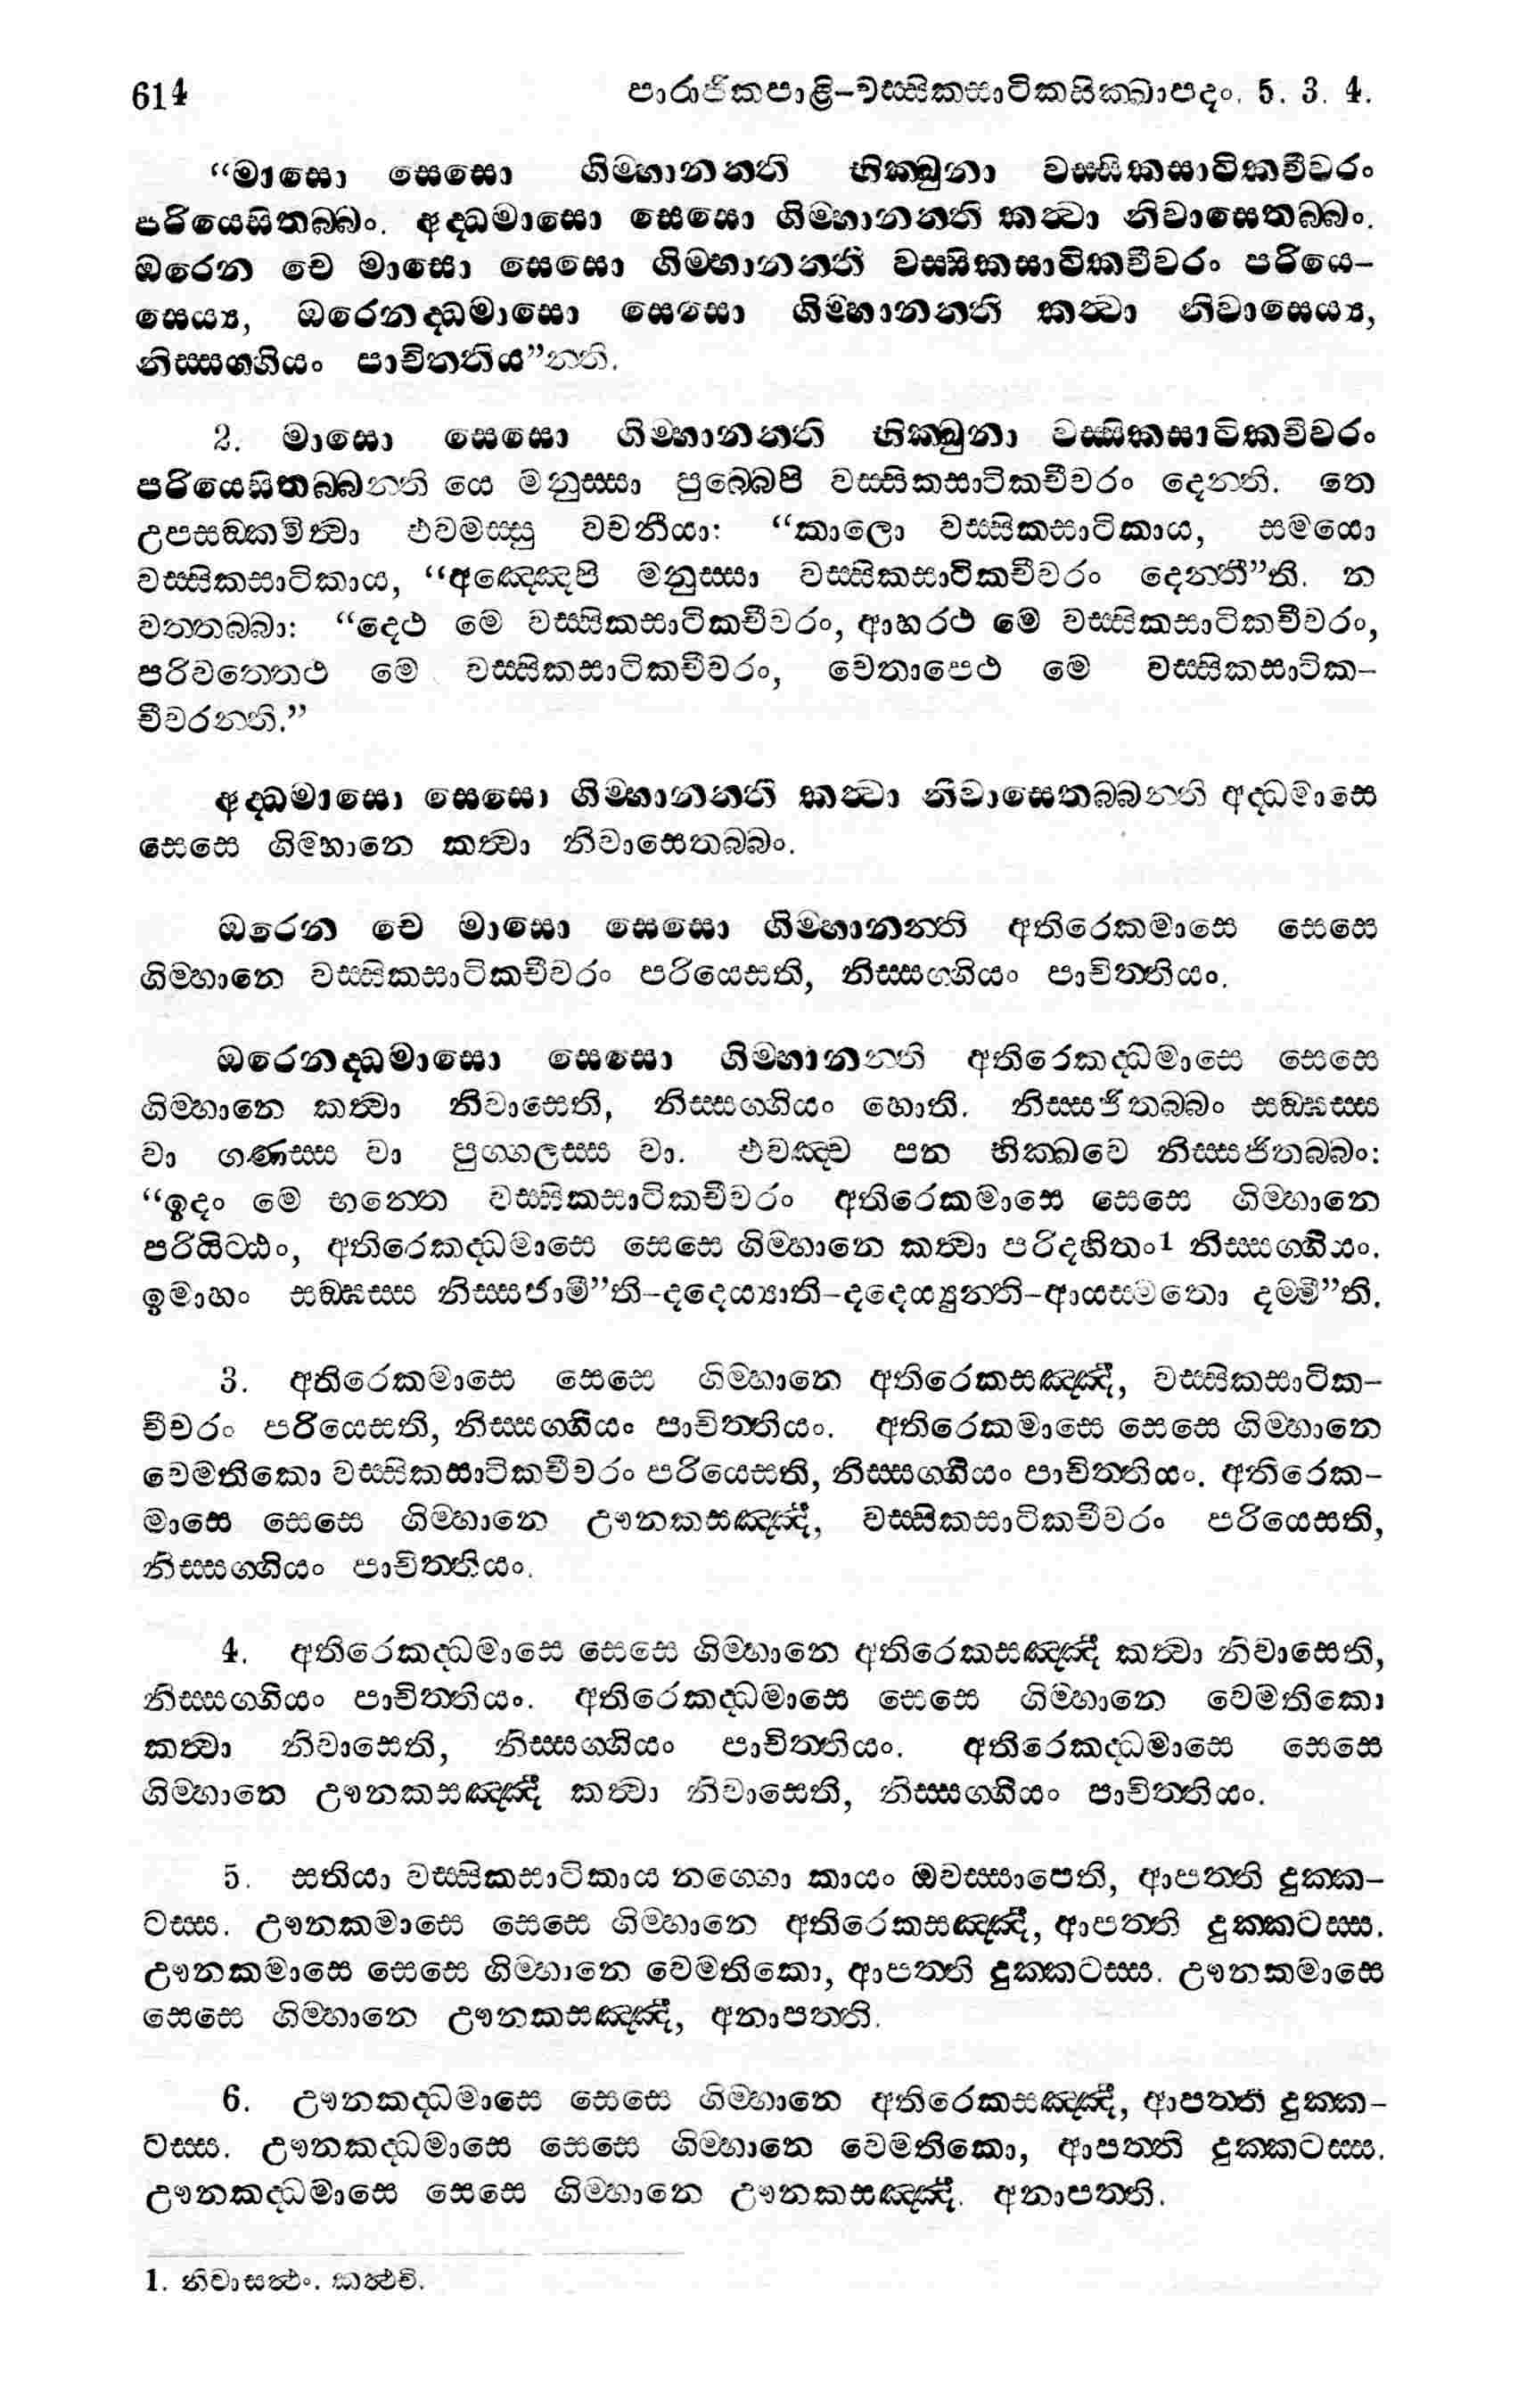 614 පාරාජිකපාළි-වස්සිකසාටිකසික්ඛාපදං. 5. 3. 4.
“මාසො සෙසො ගිම්හානන්ති භික්ඛුනා වස්සිකසාටිකචීවරං
පරියෙසිතබ්බං. අද්ධමාසො සෙසො ගිම්හානන්ති කත්වා නිවාසෙතබ්බං.
ඔරෙන චෙ මාසො සෙසො ගිම්හානන්ති වස්සිකසාටිකචීවරං පරියෙ-
සෙය්‍ය, ඔරෙනද්ධමාසො සෙසො ගිම්හානන්ති කත්වා නිවාසෙය්‍ය,
නිස්සග්ගියං පාචිත්තිය”න්ති.
2. මාසො සෙසො ගිම්හානන්ති භික්ඛුනා වස්සිකසාටිකචීවරං
පරියෙසිතබ්බන්ති යෙ මනුස්සා පුබ්බෙපි වස්සිකසාටිකචීවරං දෙන්ති. තෙ
උපසඞ්කමිත්වා එවමස්සු වචනීයා: “කාලො වස්සිකසාටිකාය, සමයො
වස්සිකසාටිකාය, “අඤ්ඤෙපි මනුස්සා වස්සිකසාටිකචීවරං දෙන්තී”ති. න
වත්තබ්බා: “දෙථ මෙ වස්සිකසාටිකචීවරං, ආහරථ මෙ වස්සිකසාටිකචීවරං,
පරිවත්තෙථ මෙ වස්සිකසාටිකචීවරං, චෙතාපෙථ මෙ වස්සිකසාටික-
චීවරන්ති.”
අද්ධමාසො සෙසො ගිම්හානන්ති කත්වා නිවාසෙතබ්බන්ති අද්ධමාසෙ
සෙසෙ ගිම්හානෙ කත්වා නිවාසෙතබ්බං.
ඔරෙන චෙ මාසො සෙසො ගිම්හානන්ති අතිරෙකමාසෙ සෙසෙ
ගිම්හානෙ වස්සිකසාටිකචීවරං පරියෙසති, නිස්සග්ගියං පාචිත්තියං.
ඔරෙනද්ධමාසො සෙසො ගිම්හානන්ති අතිරෙකද්ධමාසෙ සෙසෙ
ගිම්හානෙ කත්වා නිවාසෙති, නිස්සග්ගියං හොති. නිස්සජිතබ්බං සඞ්ඝස්ස
වා ගණස්ස වා පුග්ගලස්ස වා. එවඤ්ච පන භික්ඛවෙ නිස්සජිතබ්බං:
“ඉදං මෙ භන්තෙ වස්සිකසාටිකචීවරං අතිරෙකමාසෙ සෙසෙ ගිම්හානෙ
පරියිට්ඨං, අතිරෙකද්ධමාසෙ සෙසෙ ගිම්හානෙ කත්වා පරිදහිතං1 නිස්සග්ගියං.
ඉමාහං සඞ්ඝස්ස නිස්සජාමී”ති-දදෙය්‍යාති-දදෙය්‍යුන්ති-ආයස්මතො දම්මී”ති.
3. අතිරෙකමාසෙ සෙසෙ ගිම්හානෙ අතිරෙකසඤ්ඤී, වස්සිකසාටික-
චීවරං පරියෙසති, නිස්සග්ගියං පාචිත්තියං. අතිරෙකමාසෙ සෙසෙ ගිම්හානෙ
වෙමතිකො වස්සිකසාටිකචීවරං පරියෙසති, නිස්සග්ගියං පාචිත්තියං. අතිරෙක-
මාසෙ සෙසෙ ගිම්හානෙ ඌනකසඤ්ඤී, වස්සිකසාටිකචීවරං පරියෙසති,
නිස්සග්ගියං පාචිත්තියං.
4. අතිරෙකද්ධමාසෙ සෙසෙ ගිම්හානෙ අතිරෙකසඤ්ඤී කත්වා නිවාසෙති,
නිස්සග්ගියං පාචිත්තියං. අතිරෙකද්ධමාසෙ සෙසෙ ගිම්හානෙ වෙමතිකො
කත්වා නිවාසෙති, නිස්සග්ගියං පාචිත්තියං. අතිරෙකද්ධමාසෙ සෙසෙ
ගිම්හානෙ ඌනකසඤ්ඤී කත්වා නිවාසෙති, නිස්සග්ගියං පාචිත්තියං.
5. සතියා වස්සිකසාටිකාය නග්ගො කායං ඔවස්සාපෙති, ආපත්ති දුක්ක-
ටස්ස. ඌනකමාසෙ සෙසෙ ගිම්හානෙ අතිරෙකසඤ්ඤී, ආපත්ති දුක්කටස්ස.
ඌනකමාසෙ සෙසෙ ගිම්හානෙ වෙමතිකො, ආපත්ති දුක්කටස්ස. ඌනකමාසෙ
සෙසෙ ගිම්හානෙ ඌනකසඤ්ඤී, අනාපත්ති.
6. ඌනකද්ධමාසෙ සෙසෙ ගිම්හානෙ අතිරෙකසඤ්ඤී, ආපත්ති දුක්ක-
ටස්ස. ඌනකද්ධමාසෙ සෙසෙ ගිම්හානෙ වෙමතිකො, ආපත්ති දුක්කටස්ස.
ඌනකද්ධමාසෙ සෙසෙ ගිම්හානෙ ඌනකසඤ්ඤී. අනාපත්ති.
1. නිවාසත්ථං. කත්ථචි.